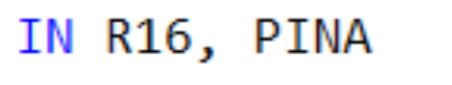 IN R16, PINA